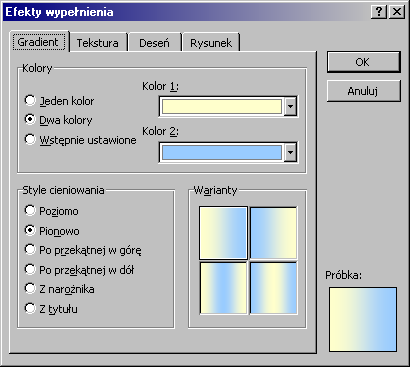 Efekty wypełnienia
Gradient Tekstura Deseń Rysunek
Kolory
Jeden kolor
Dwa kolory
Wstępnie ustawione
Kolor 1:
Kolor 2:
OK
Anuluj
Style cieniowania
Poziomo
Pionowo
Po przekątnej w górę
Po przekątnej w dół
Z narożnika
Z tytułu
Warianty
Próbka: